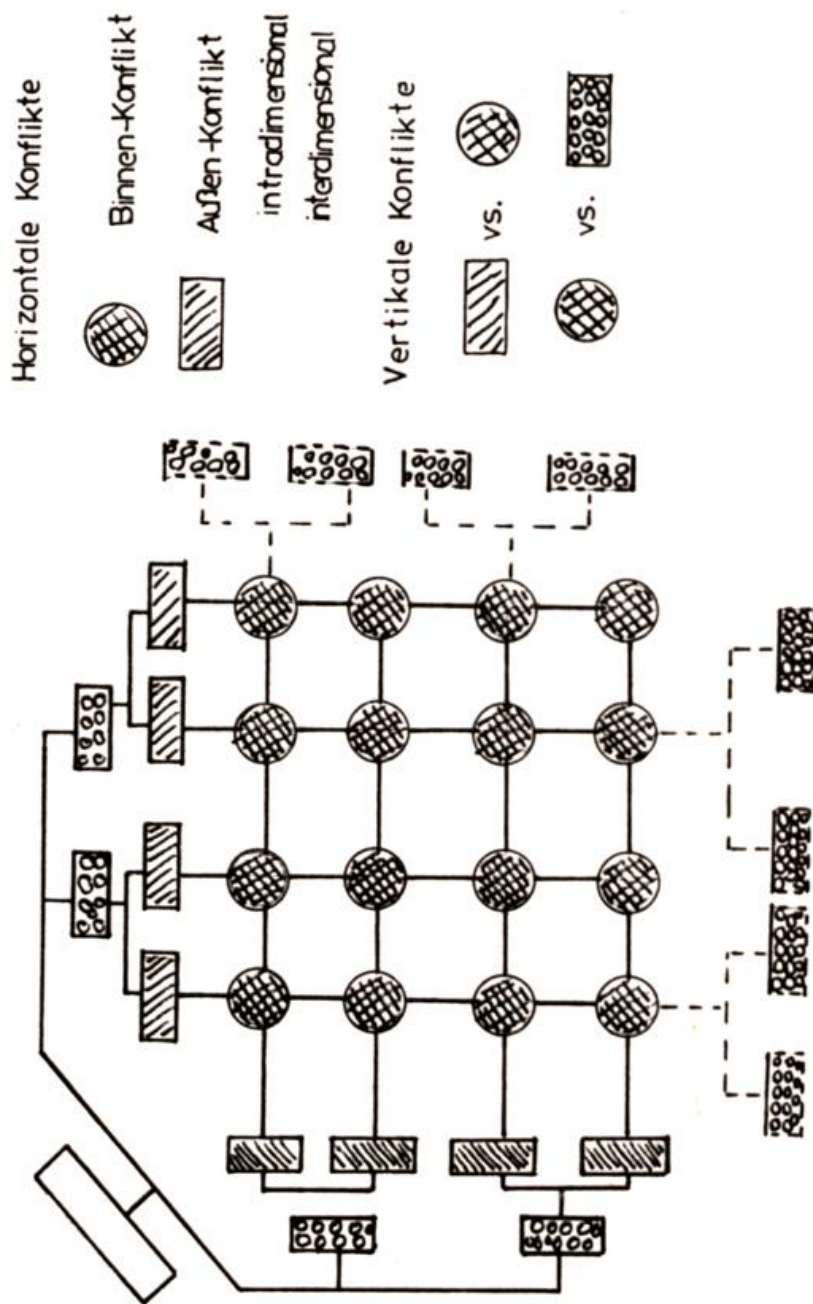 Horizontale Konflikte
Binnen-Konflikt
Außen-Konflikt
intradimensional
interdimensional
Vertikale Konflikte
vs.
vs.